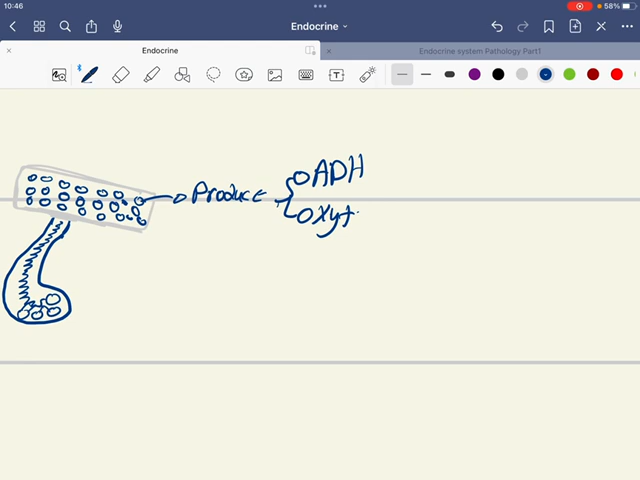 10:46
58%
Endocrine
Endocrine
Endocrine system Pathology Part1
ADH
Produce
Oxyt